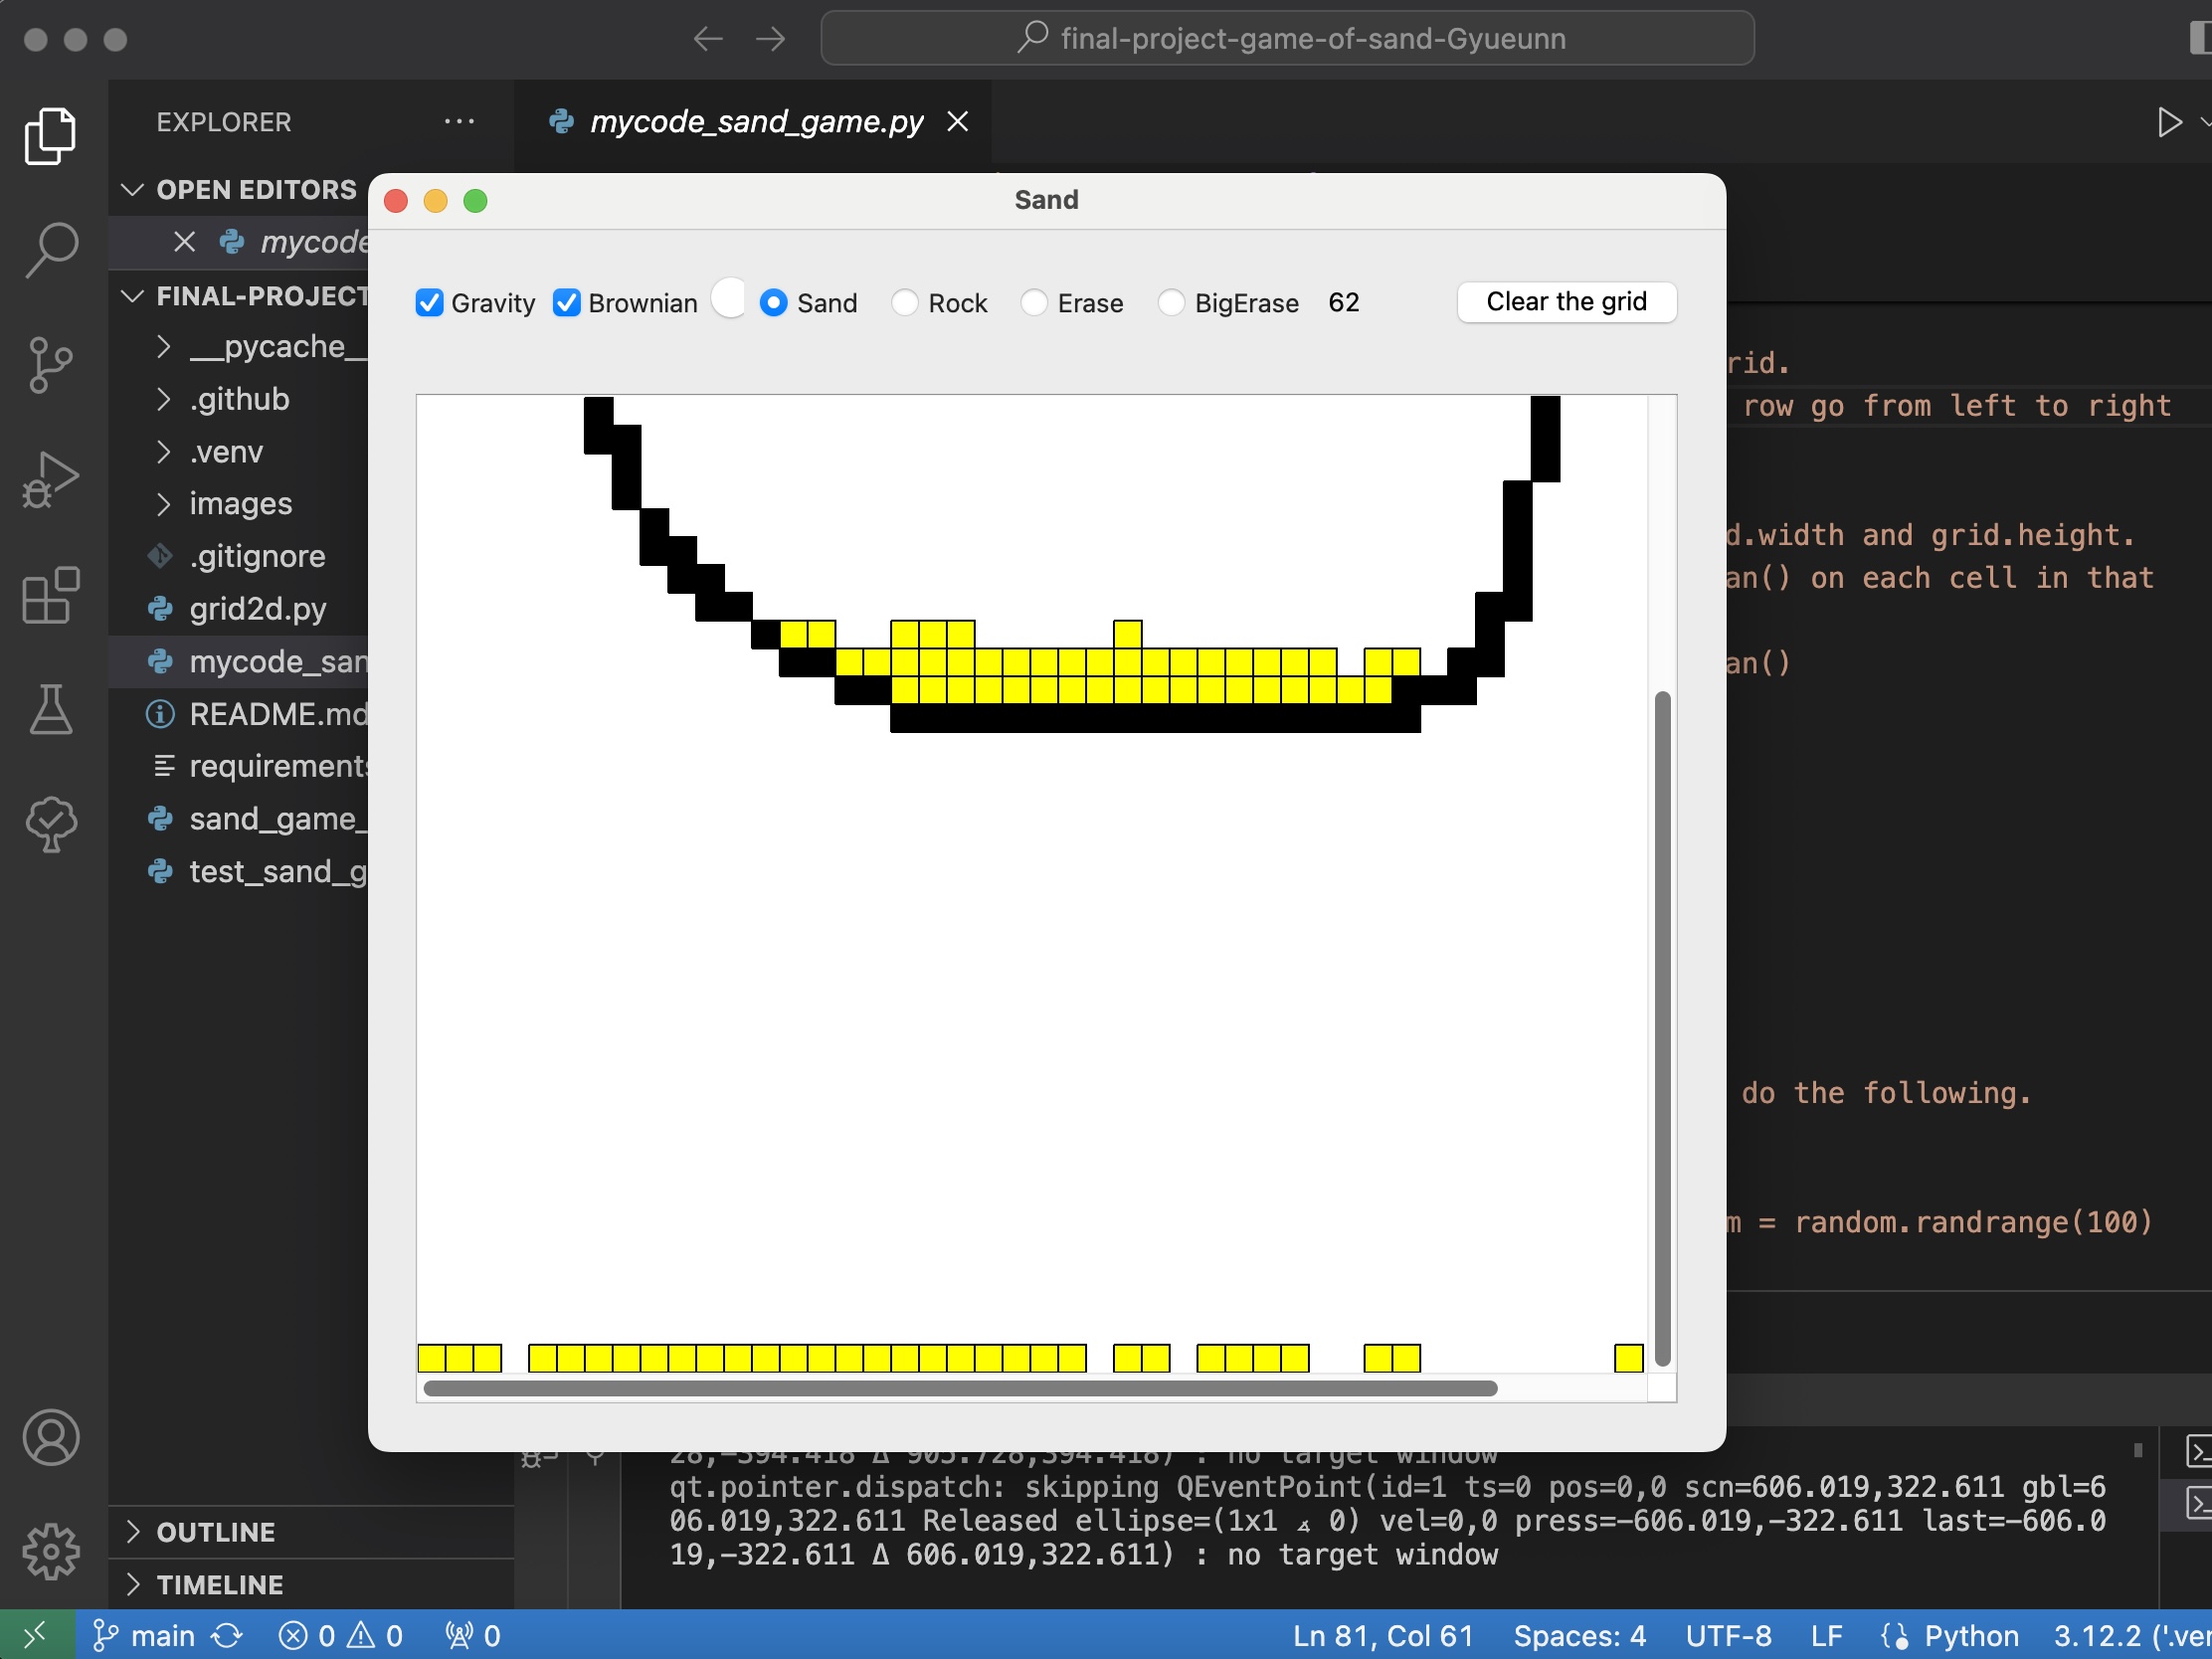 final-project-game-of-sand-Gyueunn
EXPLORER
···
mycode_sand_game.py
OPEN EDITORS
mycode
FINAL-PROJECT
__pycache__
.github
.venv
images
.gitignore
grid2d.py
mycode_san
README.md
requirements
sand_game_
test_sand_g
OUTLINE
TIMELINE
Sand
Gravity Brownian Sand Rock Erase BigErase 62 Clear the grid
rid.
row go from left to right
d.width and grid.height.
an() on each cell in that
an()
do the following.
m = random.randrange(100)
28,-394.418 Δ 905.728,394.418) : no target window
qt.pointer.dispatch: skipping QEventPoint(id=1 ts=0 pos=0,0 scn=606.019,322.611 gbl=6
06.019,322.611 Released ellipse=(1x1 ∡ 0) vel=0,0 press=-606.019,-322.611 last=-606.0
19,-322.611 Δ 606.019,322.611) : no target window
main 0 0 0 Ln 81, Col 61 Spaces: 4 UTF-8 LF Python 3.12.2 ('.ver